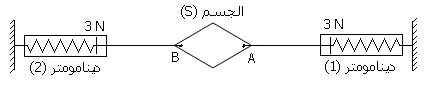 الجسم (S)
3 N
3 N
B
A
دينامومتر (2)
دينامومتر (1)